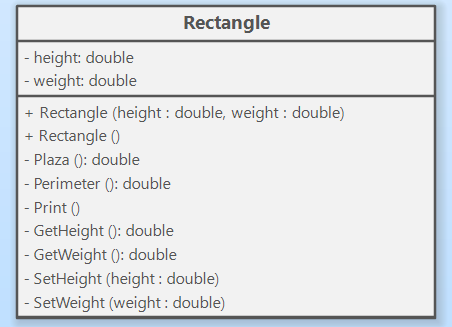 Rectangle
- height: double
- weight: double
+ Rectangle (height : double, weight : double)
+ Rectangle ()
- Plaza (): double
- Perimeter (): double
- Print ()
- GetHeight (): double
- GetWeight (): double
- SetHeight (height : double)
- SetWeight (weight : double)